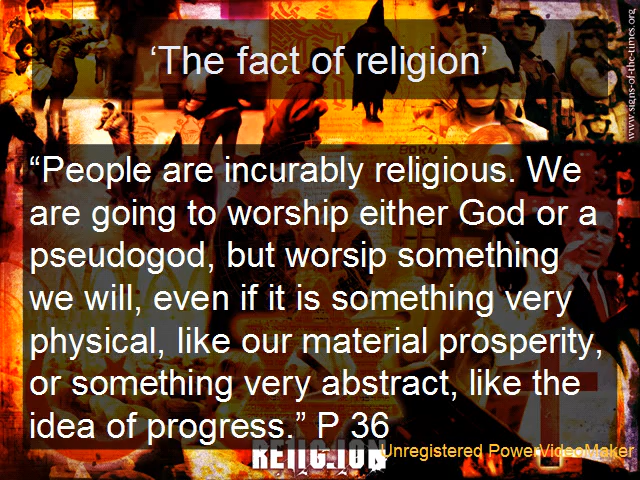 www.signs-of-the-times.org
‘The fact of religion’
“People are incurably religious. We
are going to worship either God or a
pseudogod, but worsip something
we will, even if it is something very
physical, like our material prosperity,
or something very abstract, like the
idea of progress.” P 36
RELIGION
Unregistered PowerVideoMaker